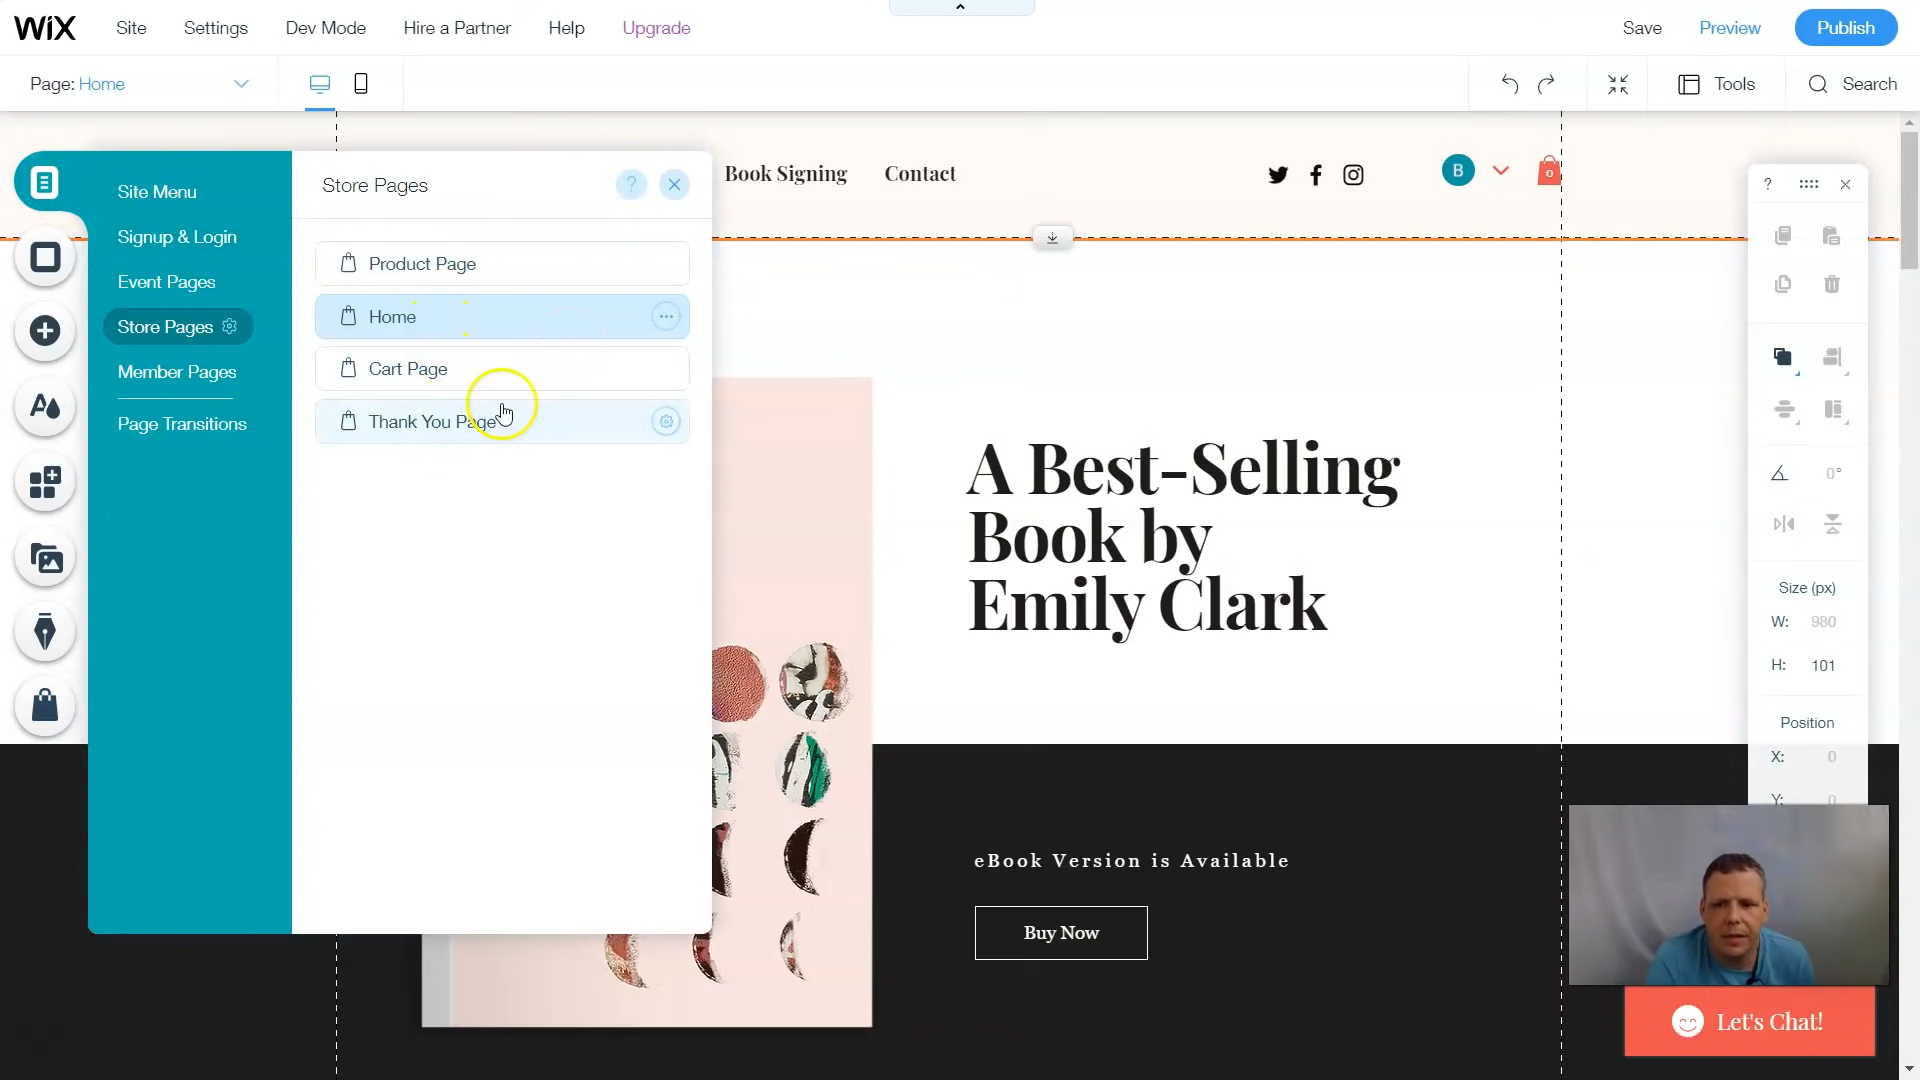 WiX
Site
Settings
Dev Mode
Hire a Partner
Help
Upgrade
Save
Preview
Publish
Page: Home
Tools
Search
Site Menu
Signup & Login
Event Pages
Store Pages
Member Pages
Page Transitions
Store Pages
?
Product Page
Home
Cart Page
Thank You Page
Book Signing
Contact
B
0
A Best-Selling
Book by
Emily Clark
eBook Version is Available
Buy Now
?
0°
Size (px)
W: 980
H: 101
Position
X: 0
Y: 0
Let's Chat!